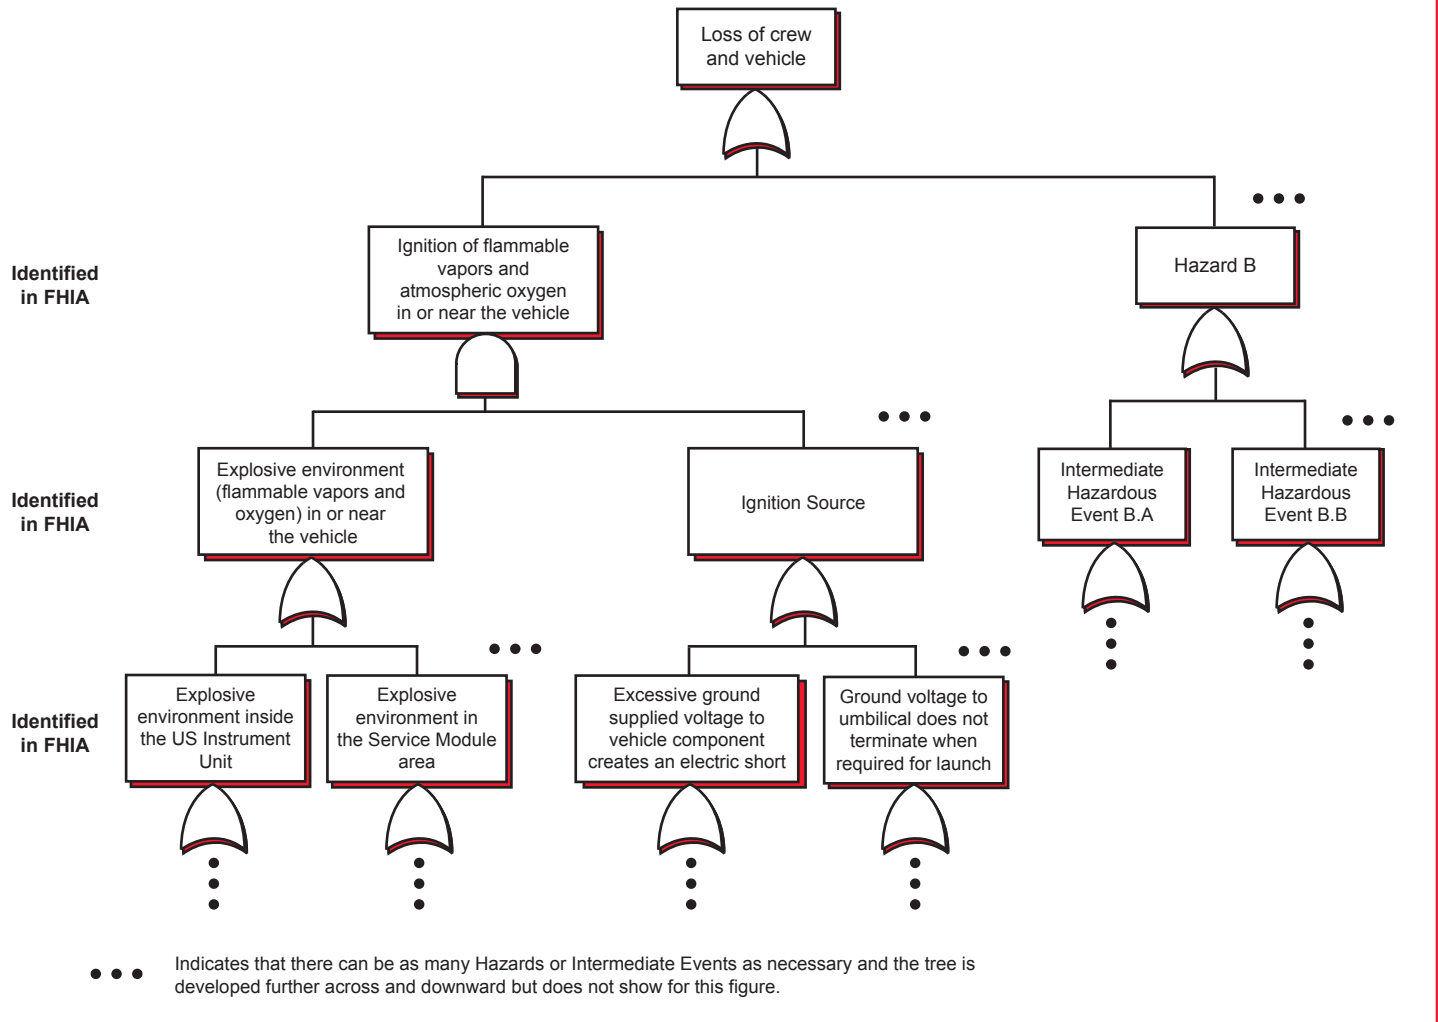 Loss of crew
and vehicle
Identified
in FHIA
Ignition of flammable
vapors and
atmospheric oxygen
in or near the vehicle
Hazard B
Identified
in FHIA
Explosive environment
(flammable vapors and
oxygen) in or near
the vehicle
Ignition Source
Intermediate
Hazardous
Event B.A
Intermediate
Hazardous
Event B.B
Identified
in FHIA
Explosive
environment inside
the US Instrument
Unit
Explosive
environment in
the Service Module
area
Excessive ground
supplied voltage to
vehicle component
creates an electric short
Ground voltage to
umbilical does not
terminate when
required for launch
Indicates that there can be as many Hazards or Intermediate Events as necessary and the tree is
developed further across and downward but does not show for this figure.